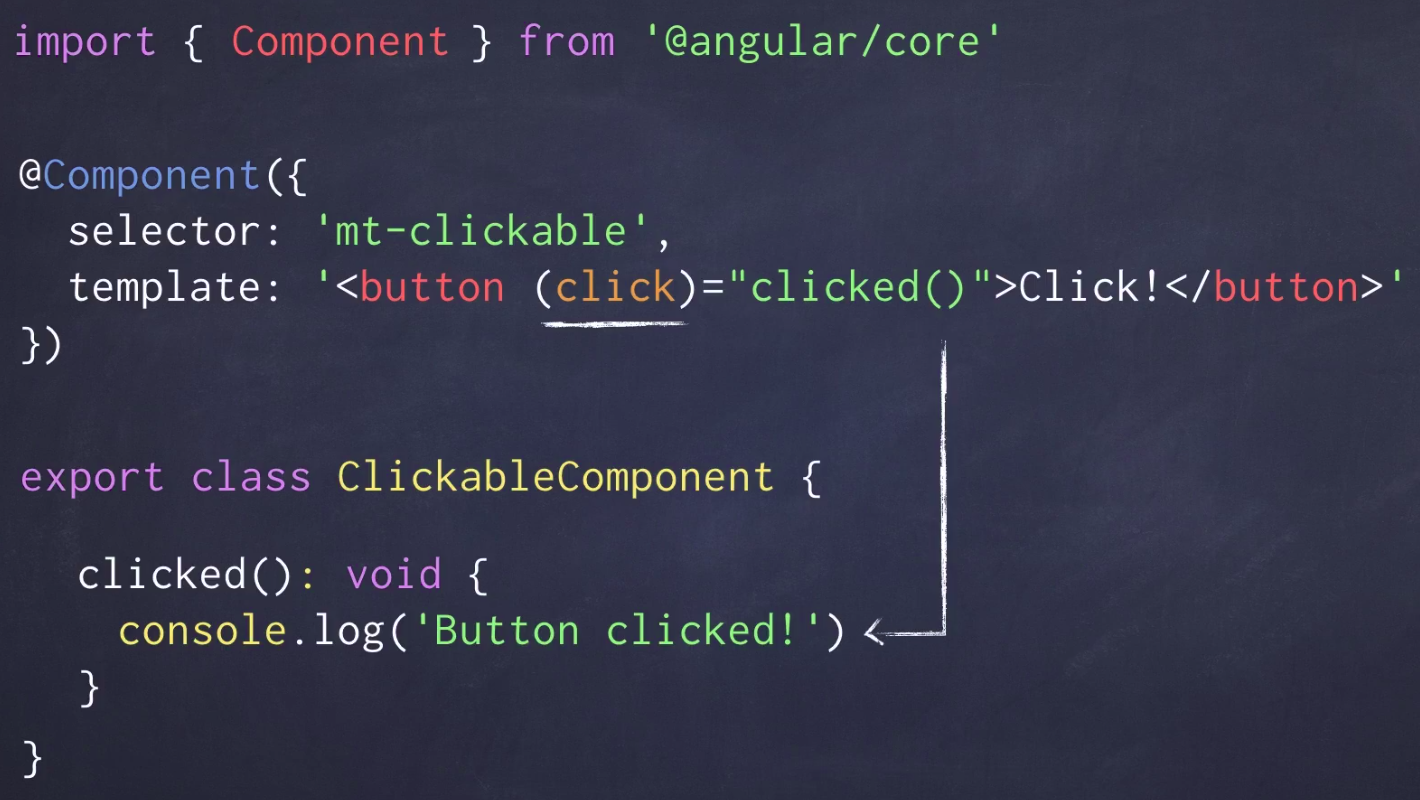 import { Component } from '@angular/core'
@Component({
selector: 'mt-clickable',
template: '<button (click)="clicked()">Click!</button>'
})
export class ClickableComponent {
clicked(): void {
console.log('Button clicked!')
}
}